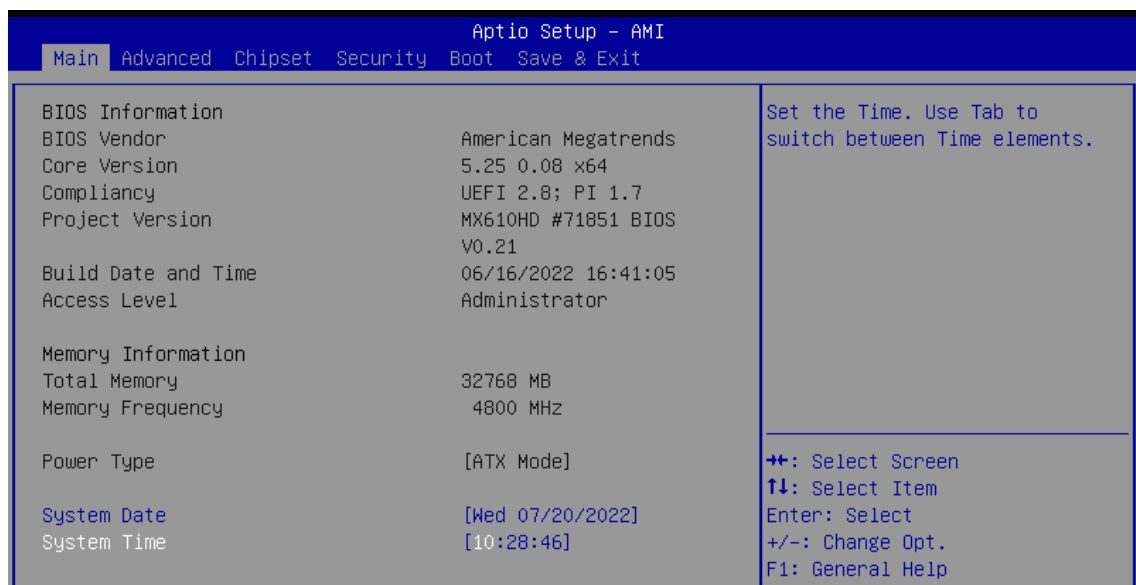 Aptio Setup – AMI
Main Advanced Chipset Security Boot Save & Exit
BIOS Information
BIOS Vendor American Megatrends
Core Version 5.25 0.08 x64
Compliancy UEFI 2.8; PI 1.7
Project Version MX610HD #71851 BIOS
V0.21
Build Date and Time 06/16/2022 16:41:05
Access Level Administrator
Memory Information
Total Memory 32768 MB
Memory Frequency 4800 MHz
Power Type [ATX Mode]
System Date [Wed 07/20/2022]
System Time [10:28:46]
Set the Time. Use Tab to
switch between Time elements.
→←: Select Screen
↑↓: Select Item
Enter: Select
+/-: Change Opt.
F1: General Help